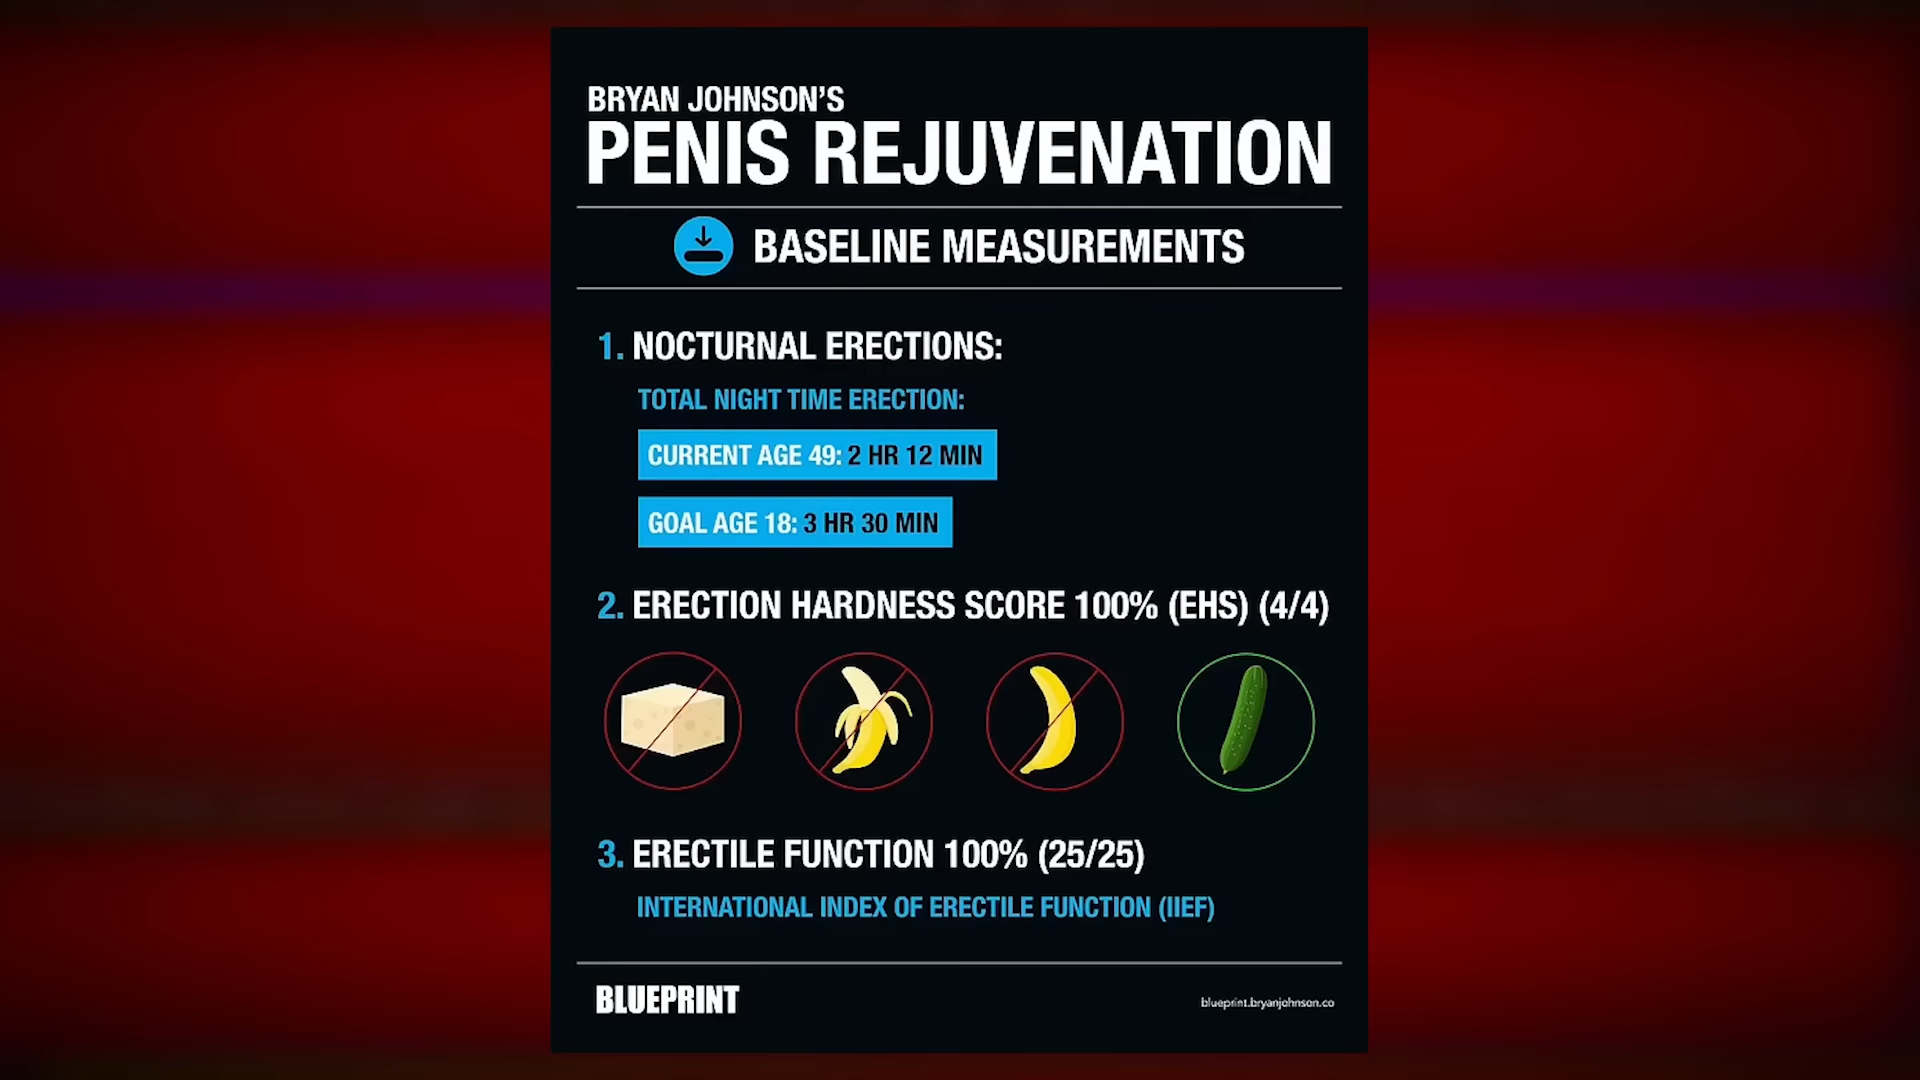 BRYAN JOHNSON'S
PENIS REJUVENATION
BASELINE MEASUREMENTS
1. NOCTURNAL ERECTIONS:
TOTAL NIGHT TIME ERECTION:
CURRENT AGE 49: 2 HR 12 MIN
GOAL AGE 18: 3 HR 30 MIN
2. ERECTION HARDNESS SCORE 100% (EHS) (4/4)
3. ERECTILE FUNCTION 100% (25/25)
INTERNATIONAL INDEX OF ERECTILE FUNCTION (IIEF)
BLUEPRINT
blueprint.bryanjohnson.co